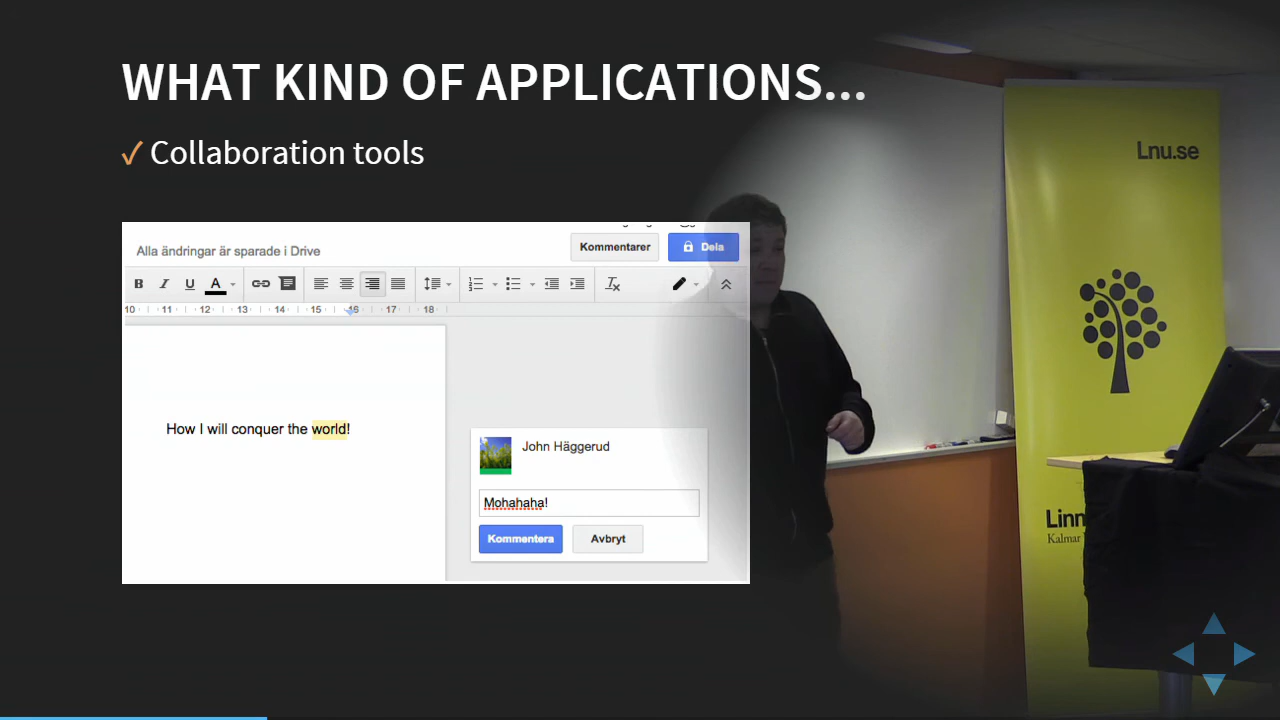 WHAT KIND OF APPLICATIONS...
✓ Collaboration tools
Lnu.se
Alla ändringar är sparade i Drive
Kommentarer
Dela
B I U A
10 11 12 13 14 15 16 17 18
How I will conquer the world!
John Häggerud
Mohahaha!
Kommentera
Avbryt
Kalmar